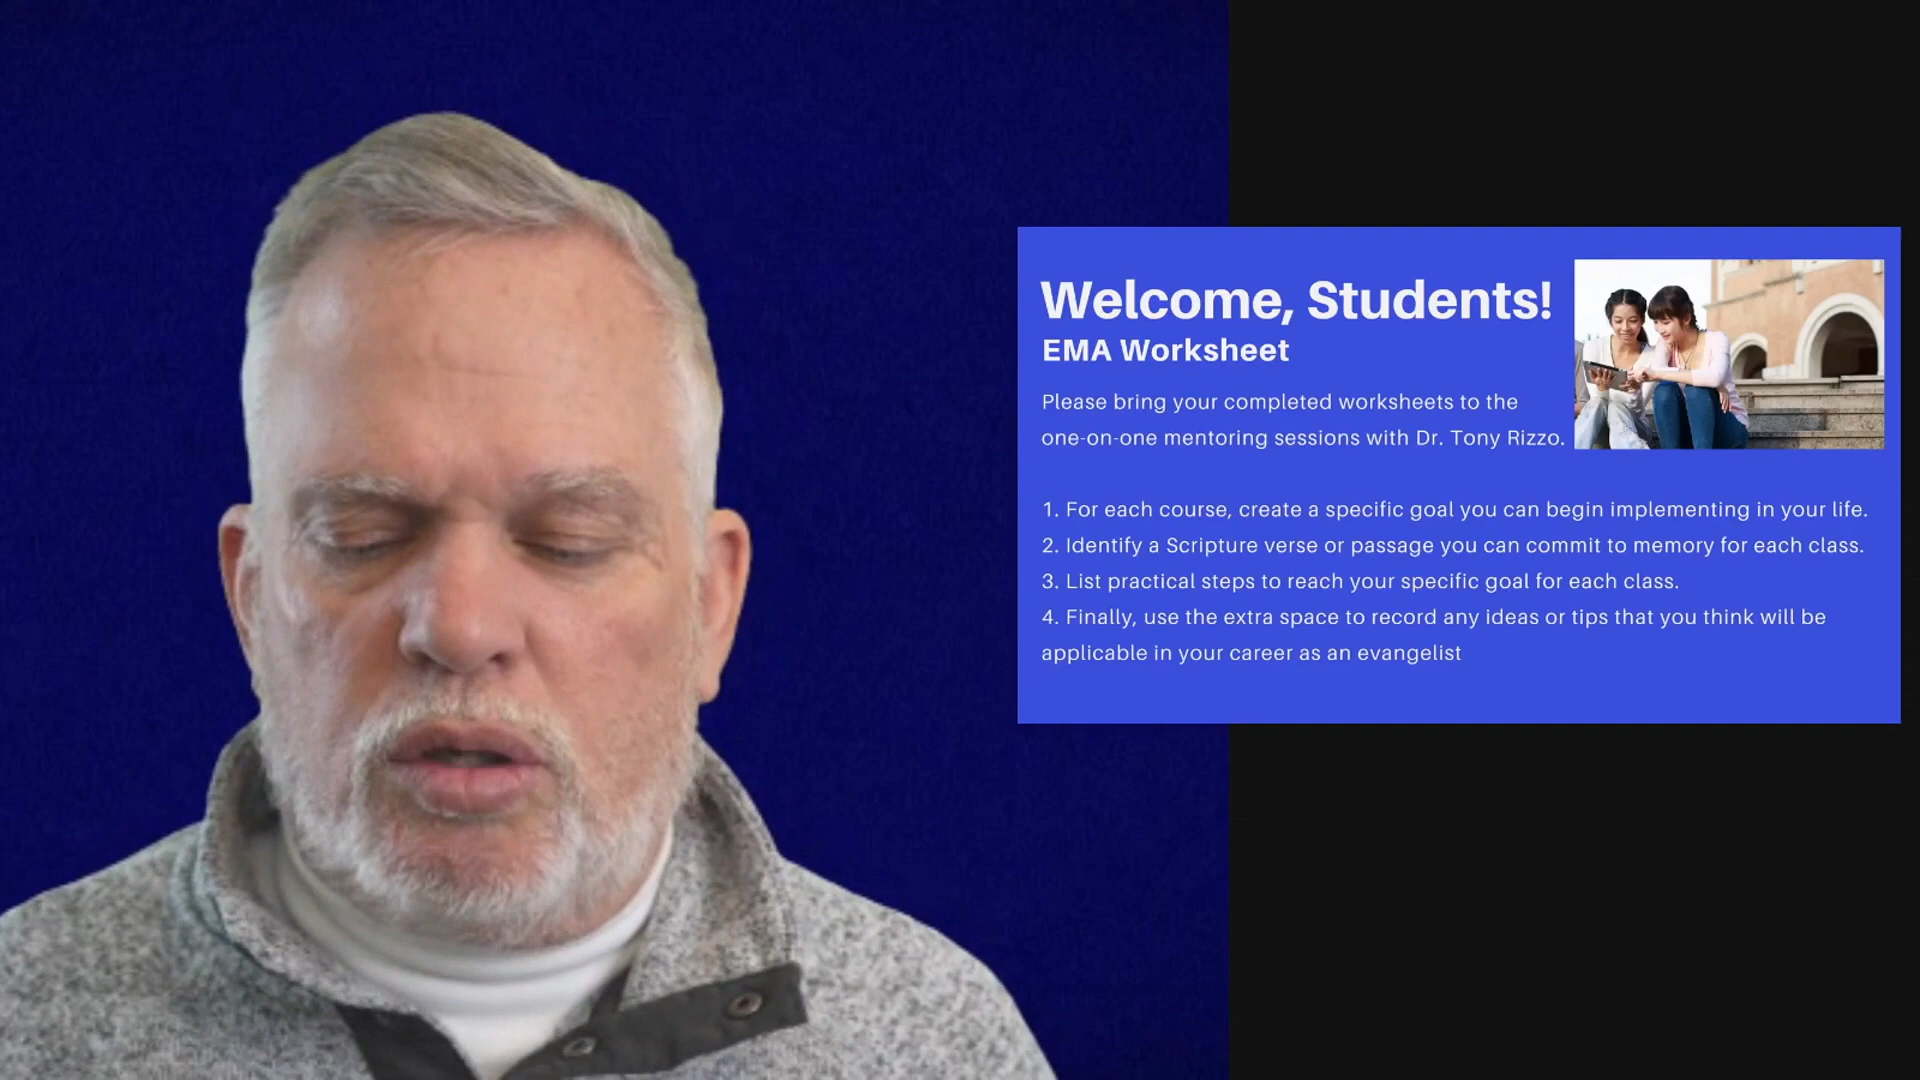 Welcome, Students!
EMA Worksheet
Please bring your completed worksheets to the
one-on-one mentoring sessions with Dr. Tony Rizzo.
1. For each course, create a specific goal you can begin implementing in your life.
2. Identify a Scripture verse or passage you can commit to memory for each class.
3. List practical steps to reach your specific goal for each class.
4. Finally, use the extra space to record any ideas or tips that you think will be
applicable in your career as an evangelist